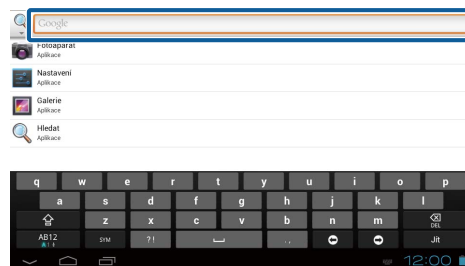 Google
Fotoaparát
Aplikace
Nastavení
Aplikace
Galerie
Aplikace
Hledat
Aplikace
q w e r t y u i o p
a s d f g h j k l
z x c v b n m DEL
AB12 SYM ?! ., Jít
12:00